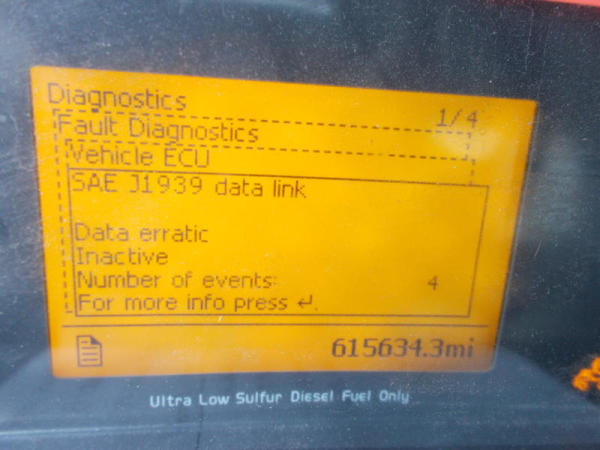 Diagnostics
1/4
Fault Diagnostics
Vehicle ECU
SAE J1939 data link
Data erratic
Inactive
Number of events: 4
For more info press ↵.
615634.3mi
Ultra Low Sulfur Diesel Fuel Only